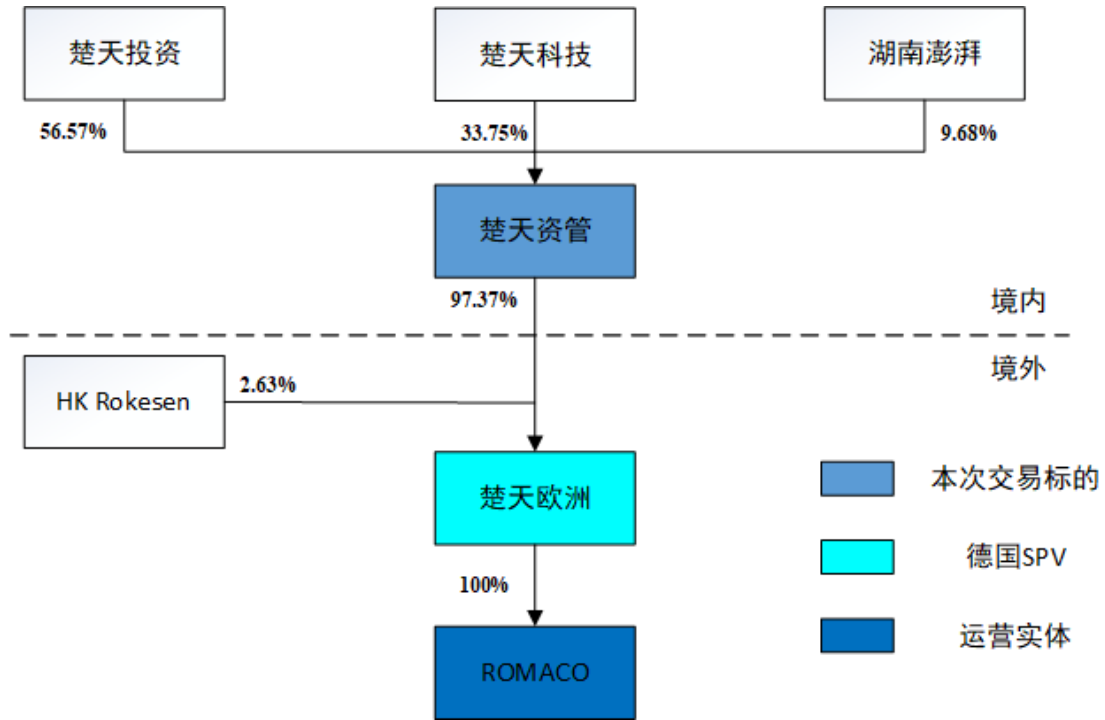 楚天投资
楚天科技
湖南澎湃
56.57%
33.75%
9.68%
楚天资管
97.37%
境内
境外
HK Rokesen
2.63%
楚天欧洲
100%
ROMACO
本次交易标的
德国SPV
运营实体